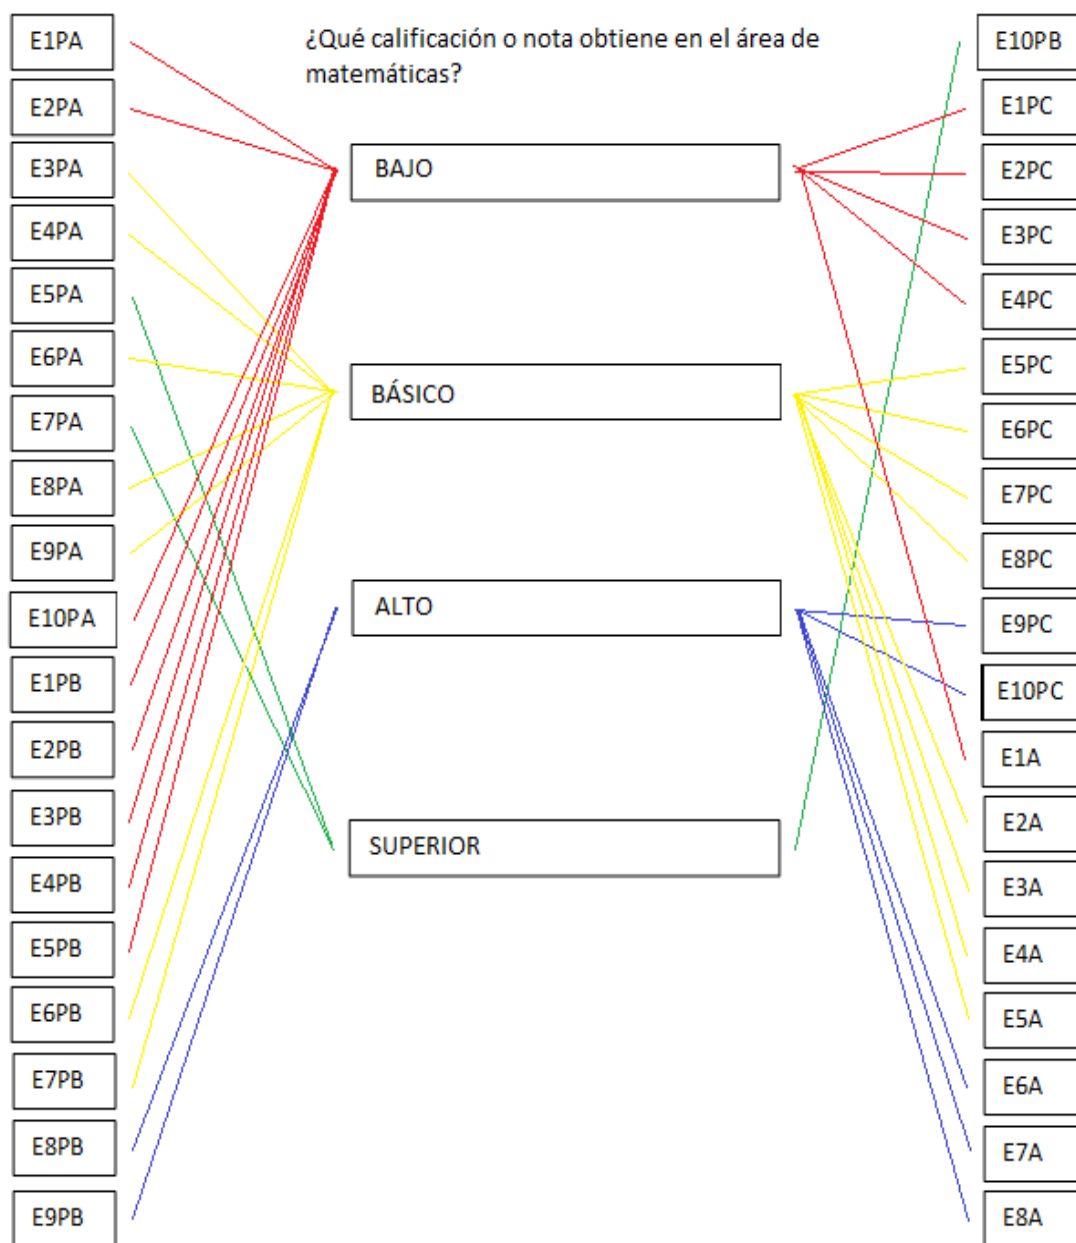 ¿Qué calificación o nota obtiene en el área de
matemáticas?
E1PA
E2PA
E3PA
E4PA
E5PA
E6PA
E7PA
E8PA
E9PA
E10PA
E1PB
E2PB
E3PB
E4PB
E5PB
E6PB
E7PB
E8PB
E9PB
BAJO
BÁSICO
ALTO
SUPERIOR
E10PB
E1PC
E2PC
E3PC
E4PC
E5PC
E6PC
E7PC
E8PC
E9PC
E10PC
E1A
E2A
E3A
E4A
E5A
E6A
E7A
E8A